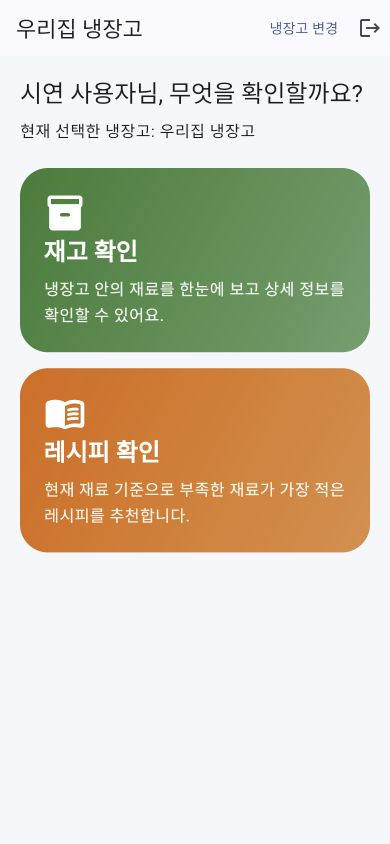 우리집 냉장고
냉장고 변경
시연 사용자님, 무엇을 확인할까요?
현재 선택한 냉장고: 우리집 냉장고
재고 확인
냉장고 안의 재료를 한눈에 보고 상세 정보를
확인할 수 있어요.
레시피 확인
현재 재료 기준으로 부족한 재료가 가장 적은
레시피를 추천합니다.